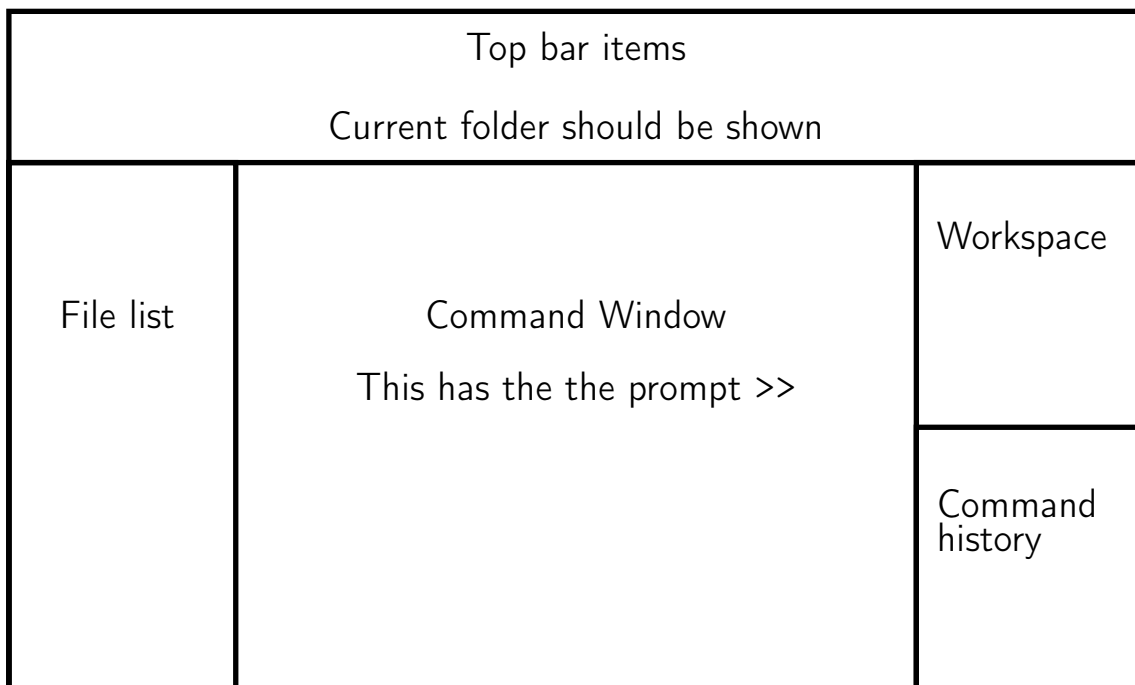 Top bar items
Current folder should be shown
File list
Command Window
This has the the prompt >>
Workspace
Command
history